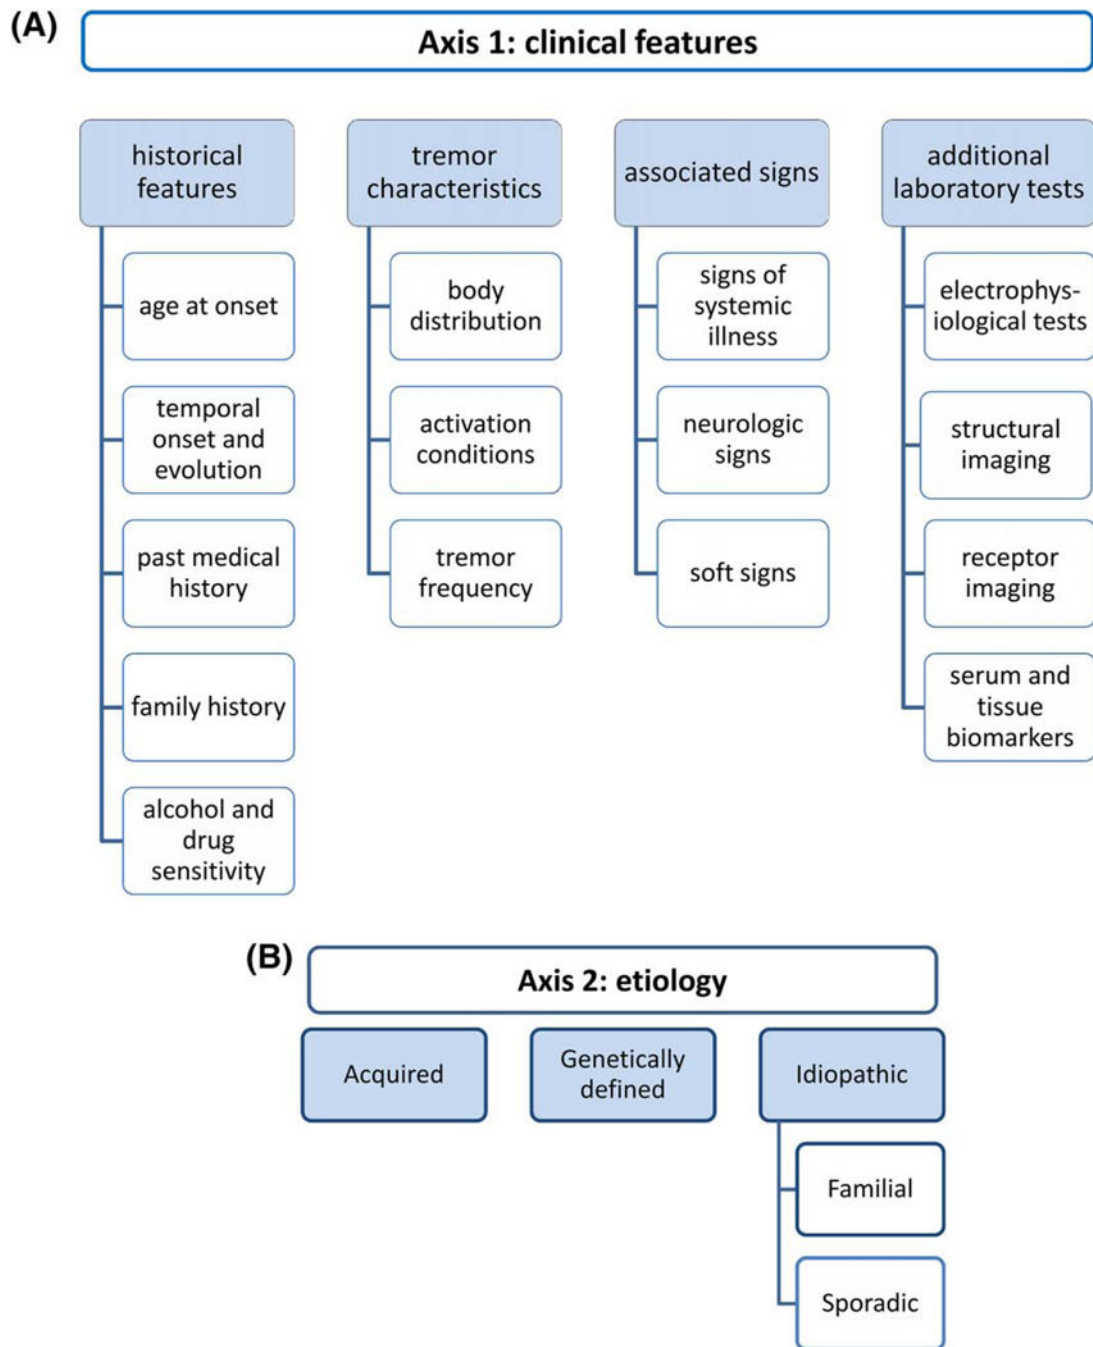 (A)
Axis 1: clinical features
historical
features
age at onset
temporal
onset and
evolution
past medical
history
family history
alcohol and
drug
sensitivity
tremor
characteristics
body
distribution
activation
conditions
tremor
frequency
associated signs
signs of
systemic
illness
neurologic
signs
soft signs
additional
laboratory tests
electrophys-
iological tests
structural
imaging
receptor
imaging
serum and
tissue
biomarkers
(B)
Axis 2: etiology
Acquired
Genetically
defined
Idiopathic
Familial
Sporadic